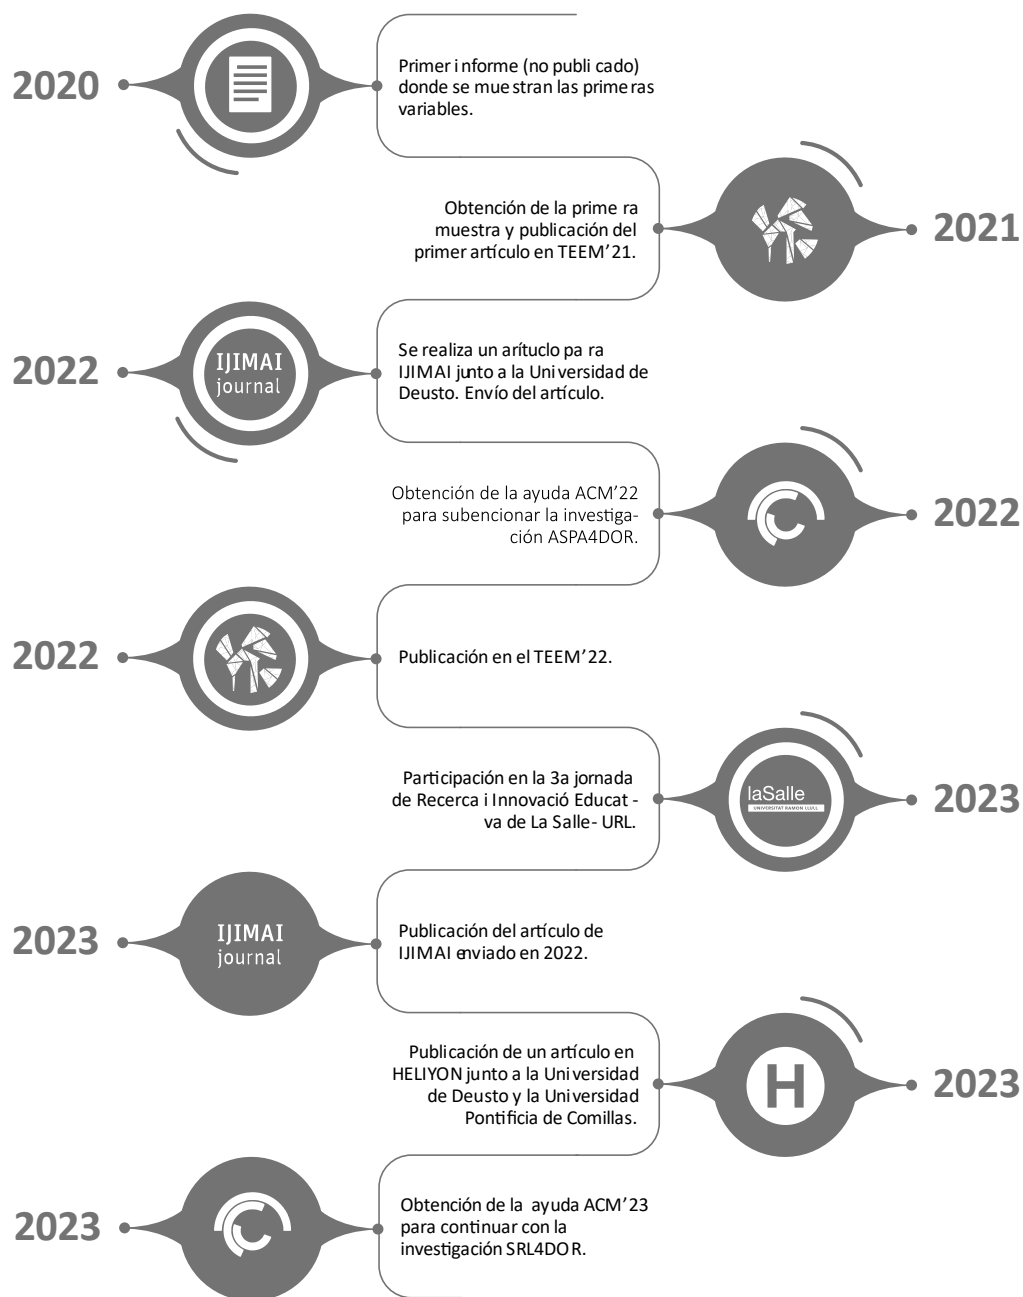 2020
Primer informe (no publicado)
donde se muestran las primeras
variables.
Obtención de la primera
muestra y publicación del
primer artículo en TEEM’21.
2021
2022
IJIMAI
journal
Se realiza un arítuclo para
IJIMAI junto a la Universidad de
Deusto. Envío del artículo.
Obtención de la ayuda ACM’22
para subencionar la investiga-
ción ASPA4DOR.
2022
2022
Publicación en el TEEM’22.
Participación en la 3a jornada
de Recerca i Innovació Educat -
va de La Salle- URL.
laSalle
UNIVERSITAT RAMON LLULL
2023
2023
IJIMAI
journal
Publicación del artículo de
IJIMAI enviado en 2022.
Publicación de un artículo en
HELIYON junto a la Universidad
de Deusto y la Universidad
Pontificia de Comillas.
H
2023
2023
Obtención de la ayuda ACM’23
para continuar con la
investigación SRL4DOR.